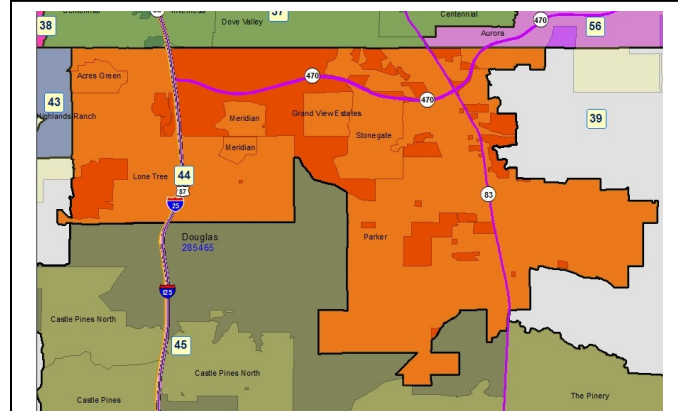 37
Centennial
Inverness
Dove Valley
Centennial
470
38
56
Aurora
Acres Green
470
470
43
Highlands Ranch
Meridian
Grand View Estates
39
Stonegate
Meridian
Lone Tree
44
87
25
83
Douglas
285465
Parker
I25
Castle Pines North
45
Castle Pines North
Castle Pines
The Pinery